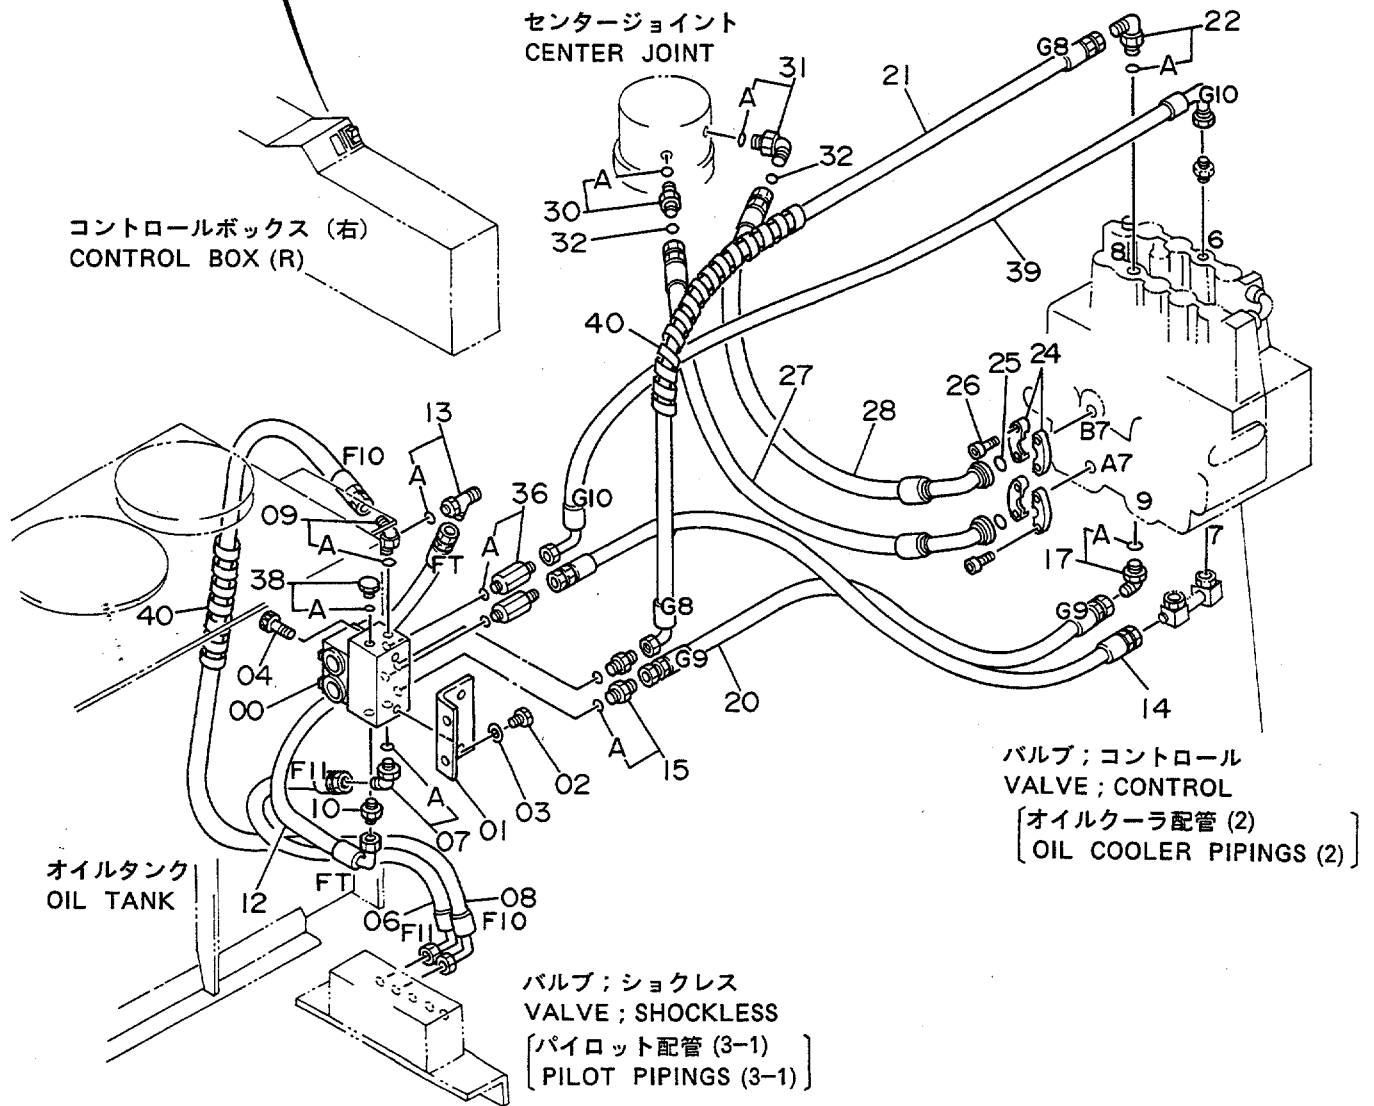 センタージョイント
CENTER JOINT
31
A
G8
22
A
21
G10
32
A
30
32
コントロールボックス (右)
CONTROL BOX (R)
8
6
39
40
27
28
26
25
24
B7
A7
9
A
17
7
13
F10
A
09
A
FT
38
A
36
A
G10
40
04
00
G8
G9
20
G9
14
A
15
02
03
01
A
07
F11
10
オイルタンク
OIL TANK
12
FT
06
08
F11
F10
バルブ ; コントロール
VALVE ; CONTROL
[オイルクーラ配管 (2)
OIL COOLER PIPINGS (2)]
バルブ ; ショクレス
VALVE ; SHOCKLESS
[パイロット配管 (3-1)
PILOT PIPINGS (3-1)]